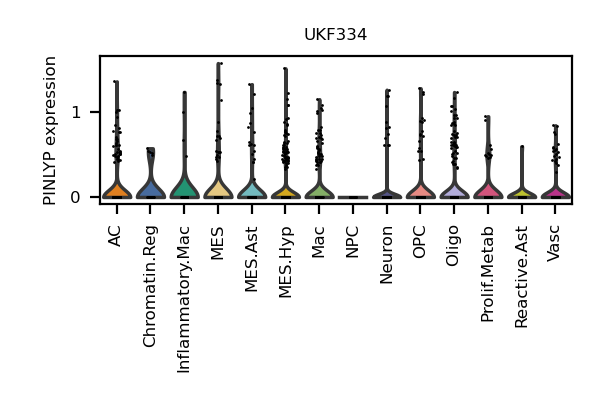 UKF334
PINLYP expression
1
0
AC
Chromatin.Reg
Inflammatory.Mac
MES
MES.Ast
MES.Hyp
Mac
NPC
Neuron
OPC
Oligo
Prolif.Metab
Reactive.Ast
Vasc